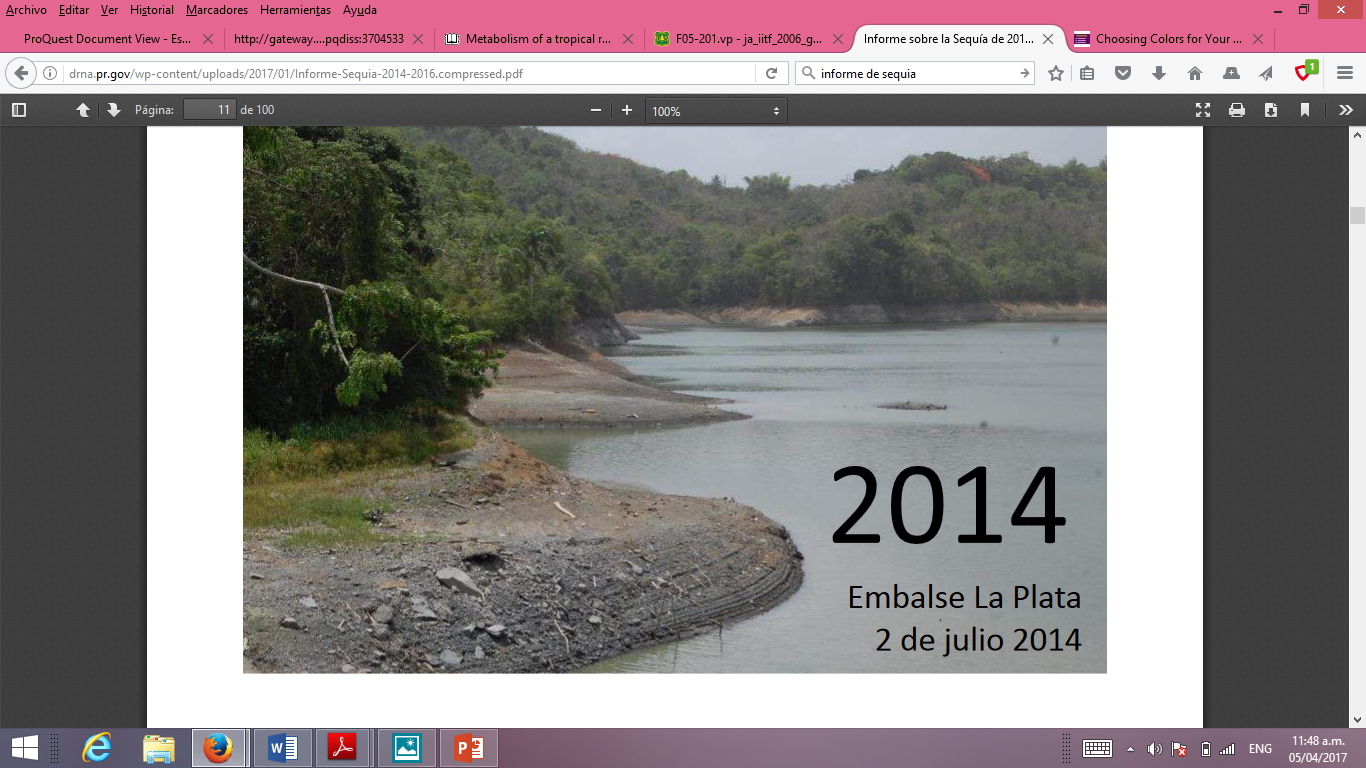 Archivo Editar Ver Historial Marcadores Herramientas Ayuda
ProQuest Document View - Es...
http://gateway....pqdiss:3704533
Metabolism of a tropical r...
F05-201.vp - ja_iitf_2006_g...
Informe sobre la Sequía de 201...
Choosing Colors for Your ...
drna.pr.gov/wp-content/uploads/2017/01/Informe-Sequia-2014-2016.compressed.pdf
informe de sequia
1
Página: 11 de 100
100%
2014
Embalse La Plata
2 de julio 2014
ENG
11:48 a.m.
05/04/2017